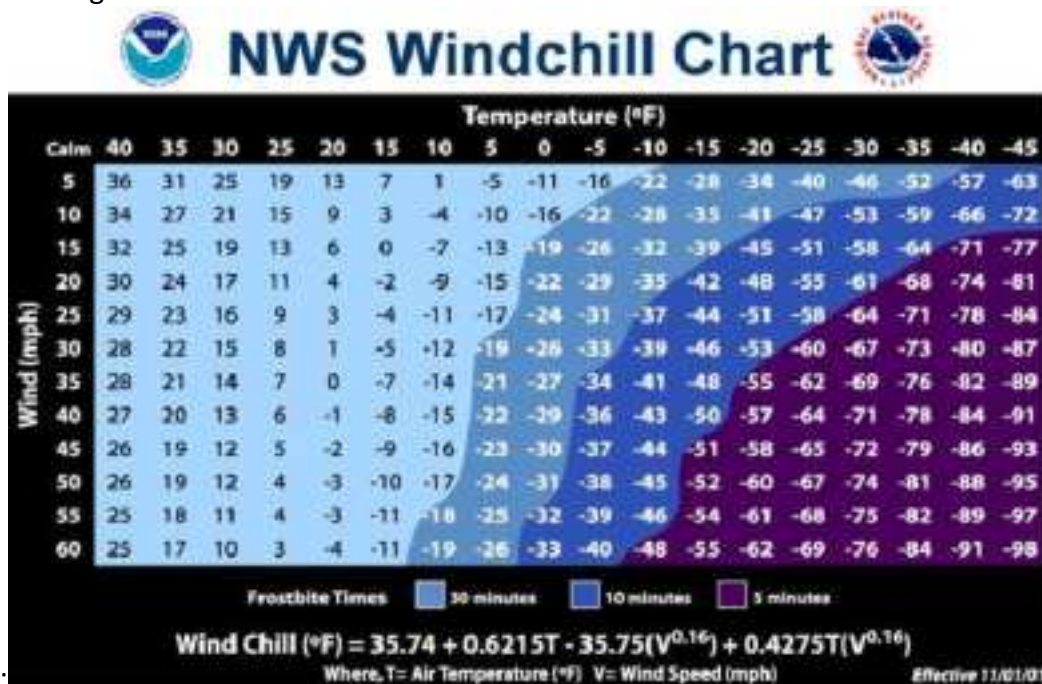 NWS Windchill Chart
Temperature (°F)
Calm 40 35 30 25 20 15 10 5 0 -5 -10 -15 -20 -25 -30 -35 -40 -45
5 36 31 25 19 13 7 1 -5 -11 -16 -22 -28 -34 -40 -46 -52 -57 -63
10 34 27 21 15 9 3 -4 -10 -16 -22 -28 -35 -41 -47 -53 -59 -66 -72
15 32 25 19 13 6 0 -7 -13 -19 -26 -32 -39 -45 -51 -58 -64 -71 -77
20 30 24 17 11 4 -2 -9 -15 -22 -29 -35 -42 -48 -55 -61 -68 -74 -81
Wind (mph)
25 29 23 16 9 3 -4 -11 -17 -24 -31 -37 -44 -51 -58 -64 -71 -78 -84
30 28 22 15 8 1 -5 -12 -19 -26 -33 -39 -46 -53 -60 -67 -73 -80 -87
35 28 21 14 7 0 -7 -14 -21 -27 -34 -41 -48 -55 -62 -69 -76 -82 -89
40 27 20 13 6 -1 -8 -15 -22 -29 -36 -43 -50 -57 -64 -71 -78 -84 -91
45 26 19 12 5 -2 -9 -16 -23 -30 -37 -44 -51 -58 -65 -72 -79 -86 -93
50 26 19 12 4 -3 -10 -17 -24 -31 -38 -45 -52 -60 -67 -74 -81 -88 -95
55 25 18 11 4 -3 -11 -18 -25 -32 -39 -46 -54 -61 -68 -75 -82 -89 -97
60 25 17 10 3 -4 -11 -19 -26 -33 -40 -48 -55 -62 -69 -76 -84 -91 -98
Frostbite Times 30 minutes 10 minutes 5 minutes
Wind Chill (°F) = 35.74 + 0.6215T - 35.75(V^0.16) + 0.4275T(V^0.16)
Where, T= Air Temperature (°F) V= Wind Speed (mph) Effective 11/01/01